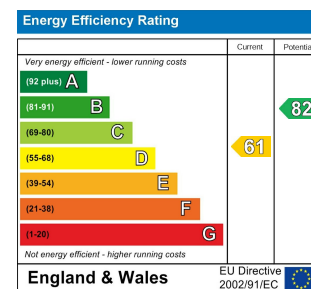 Energy Efficiency Rating
Current Potentia
Very energy efficient - lower running costs
(92 plus) A
(81-91) B 82
(69-80) C
(55-68) D 61
(39-54) E
(21-38) F
(1-20) G
Not energy efficient - higher running costs
England & Wales
EU Directive
2002/91/EC